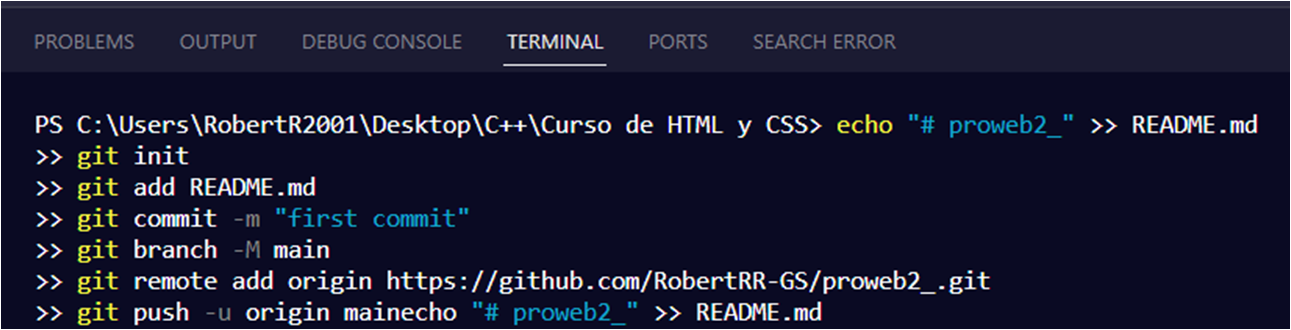 PROBLEMS OUTPUT DEBUG CONSOLE TERMINAL PORTS SEARCH ERROR
PS C:\Users\RobertR2001\Desktop\C++\Curso de HTML y CSS> echo "# proweb2_" >> README.md
>> git init
>> git add README.md
>> git commit -m "first commit"
>> git branch -M main
>> git remote add origin https://github.com/RobertRR-GS/proweb2_.git
>> git push -u origin mainecho "# proweb2_" >> README.md